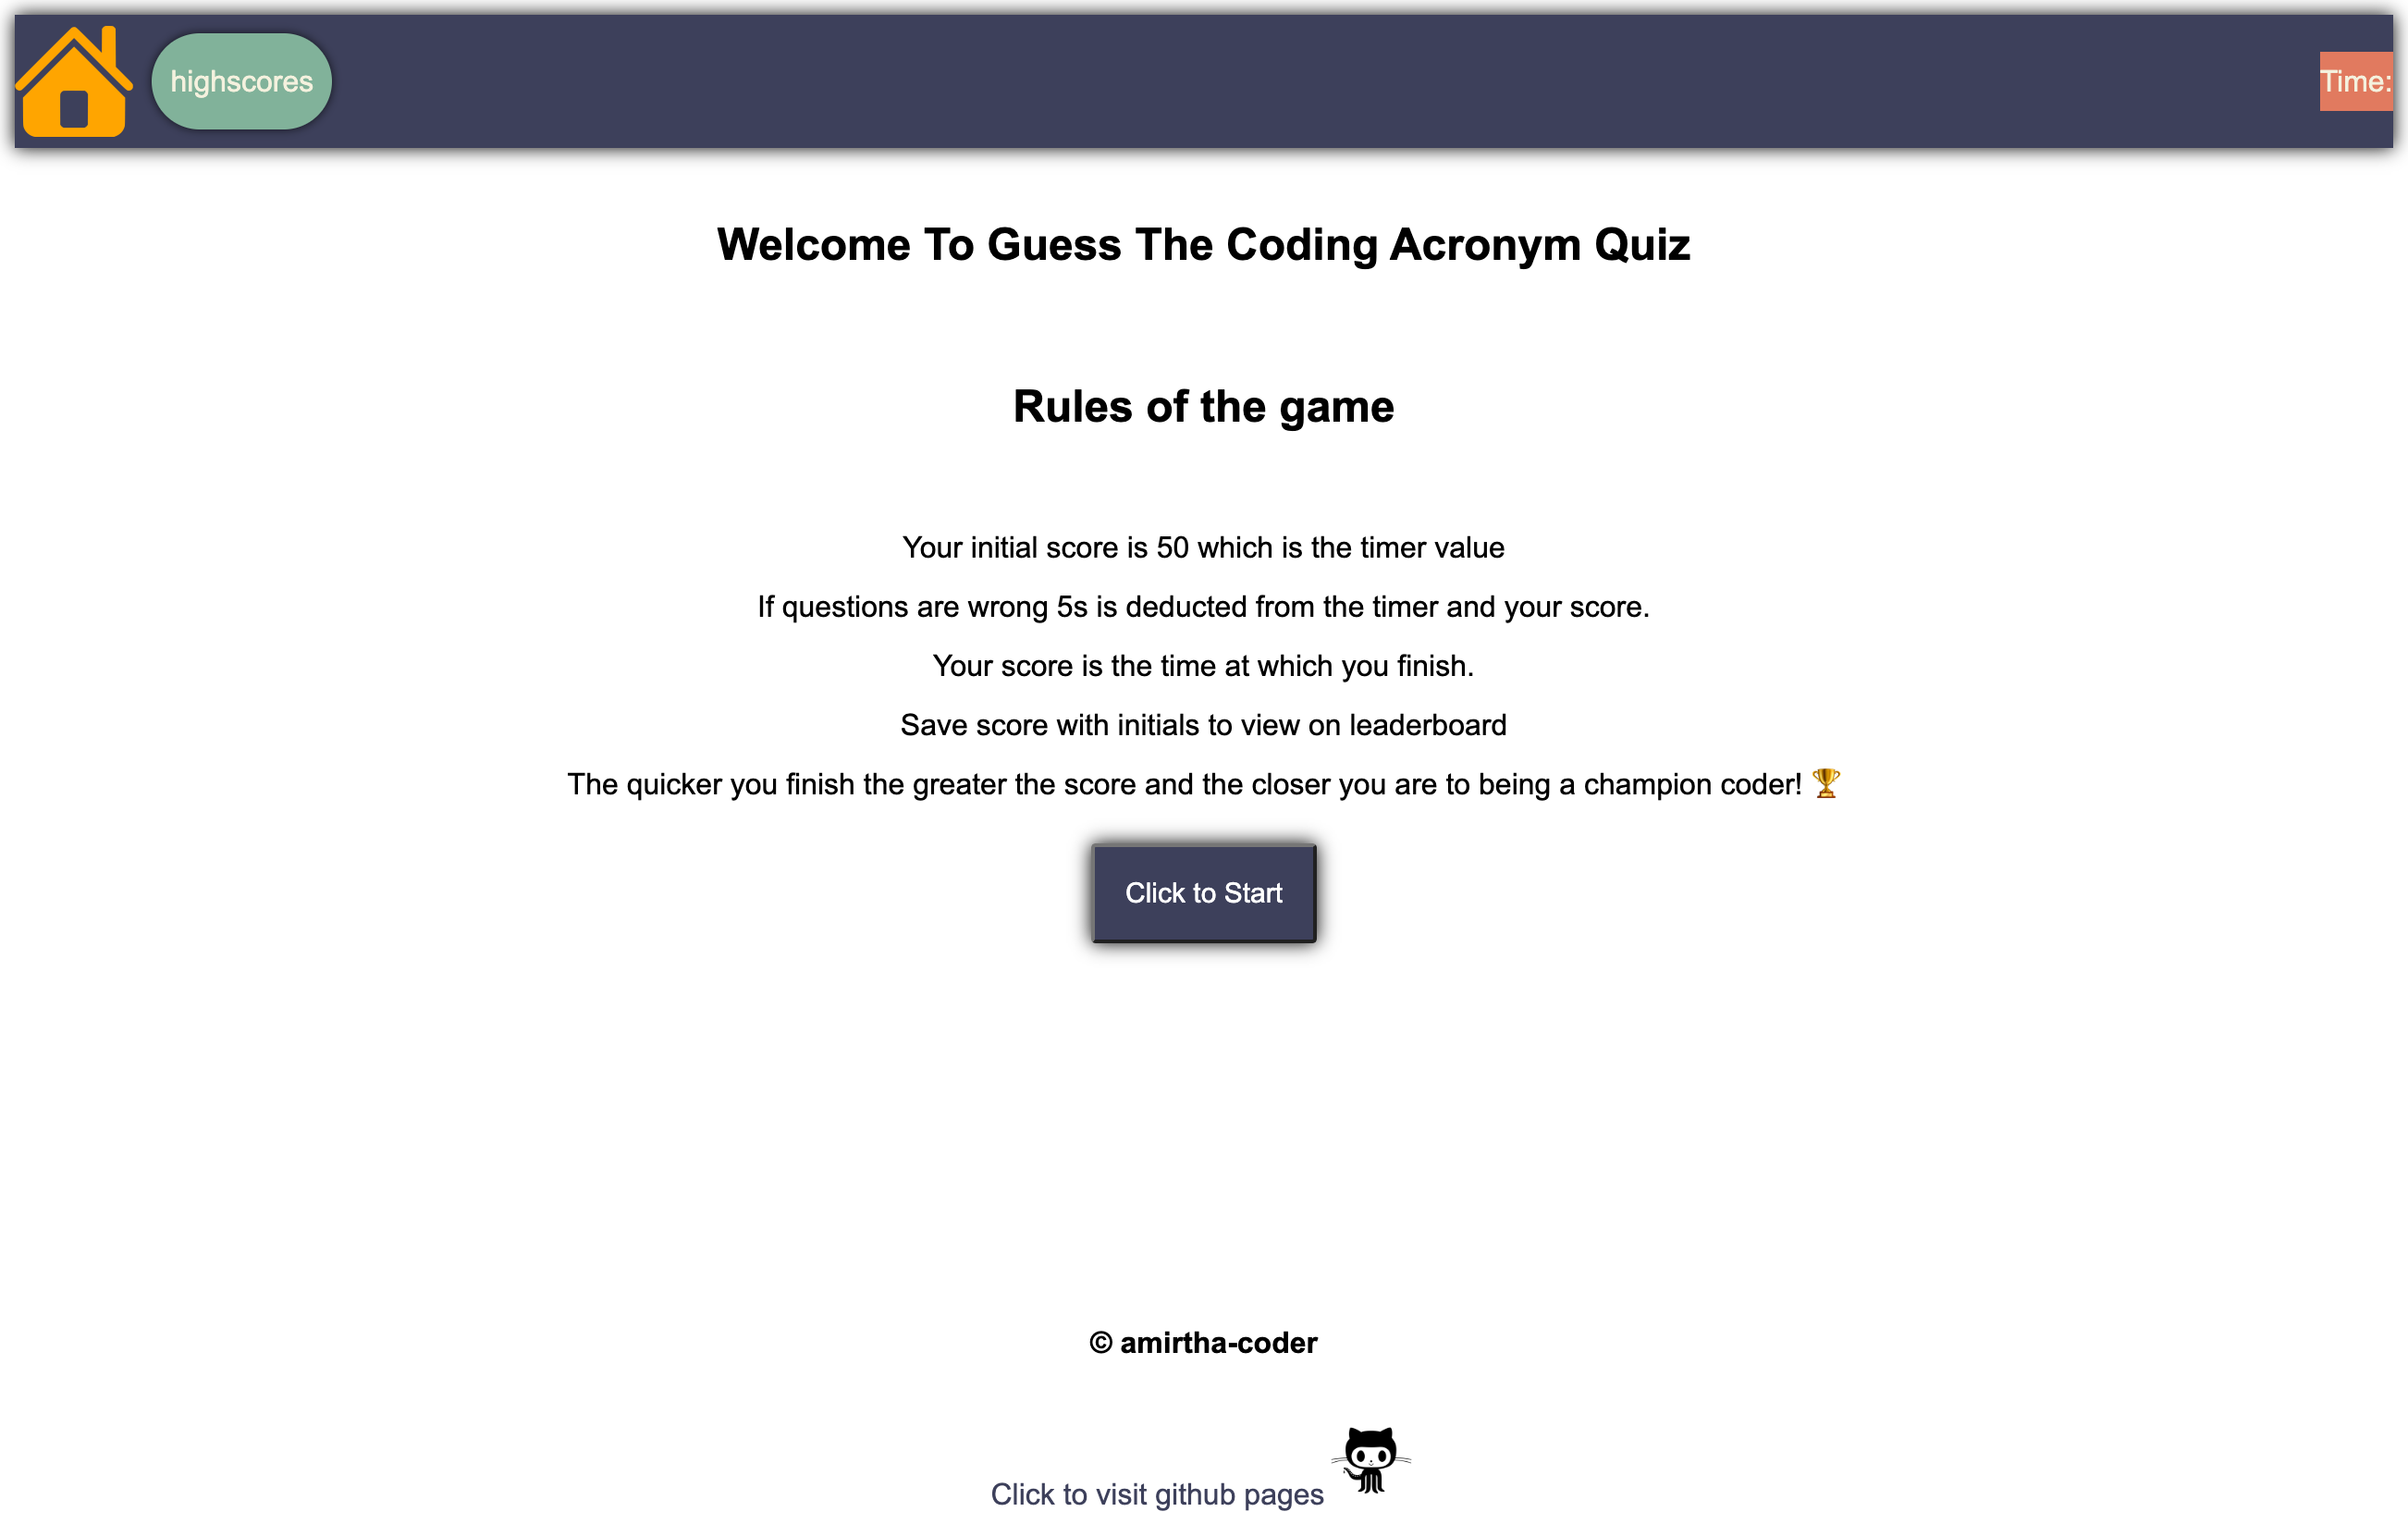 highscores
Time:
Welcome To Guess The Coding Acronym Quiz
Rules of the game
Your initial score is 50 which is the timer value
If questions are wrong 5s is deducted from the timer and your score.
Your score is the time at which you finish.
Save score with initials to view on leaderboard
The quicker you finish the greater the score and the closer you are to being a champion coder! 🏆
Click to Start
© amirtha-coder
Click to visit github pages